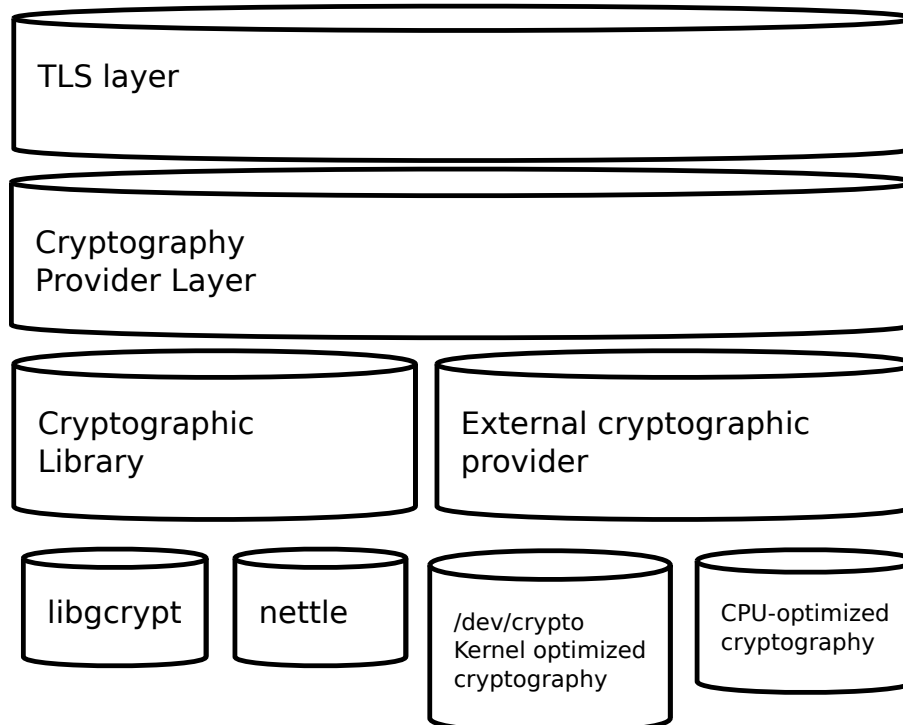 TLS layer
Cryptography
Provider Layer
Cryptographic
Library
External cryptographic
provider
libgcrypt
nettle
/dev/crypto
Kernel optimized
cryptography
CPU-optimized
cryptography